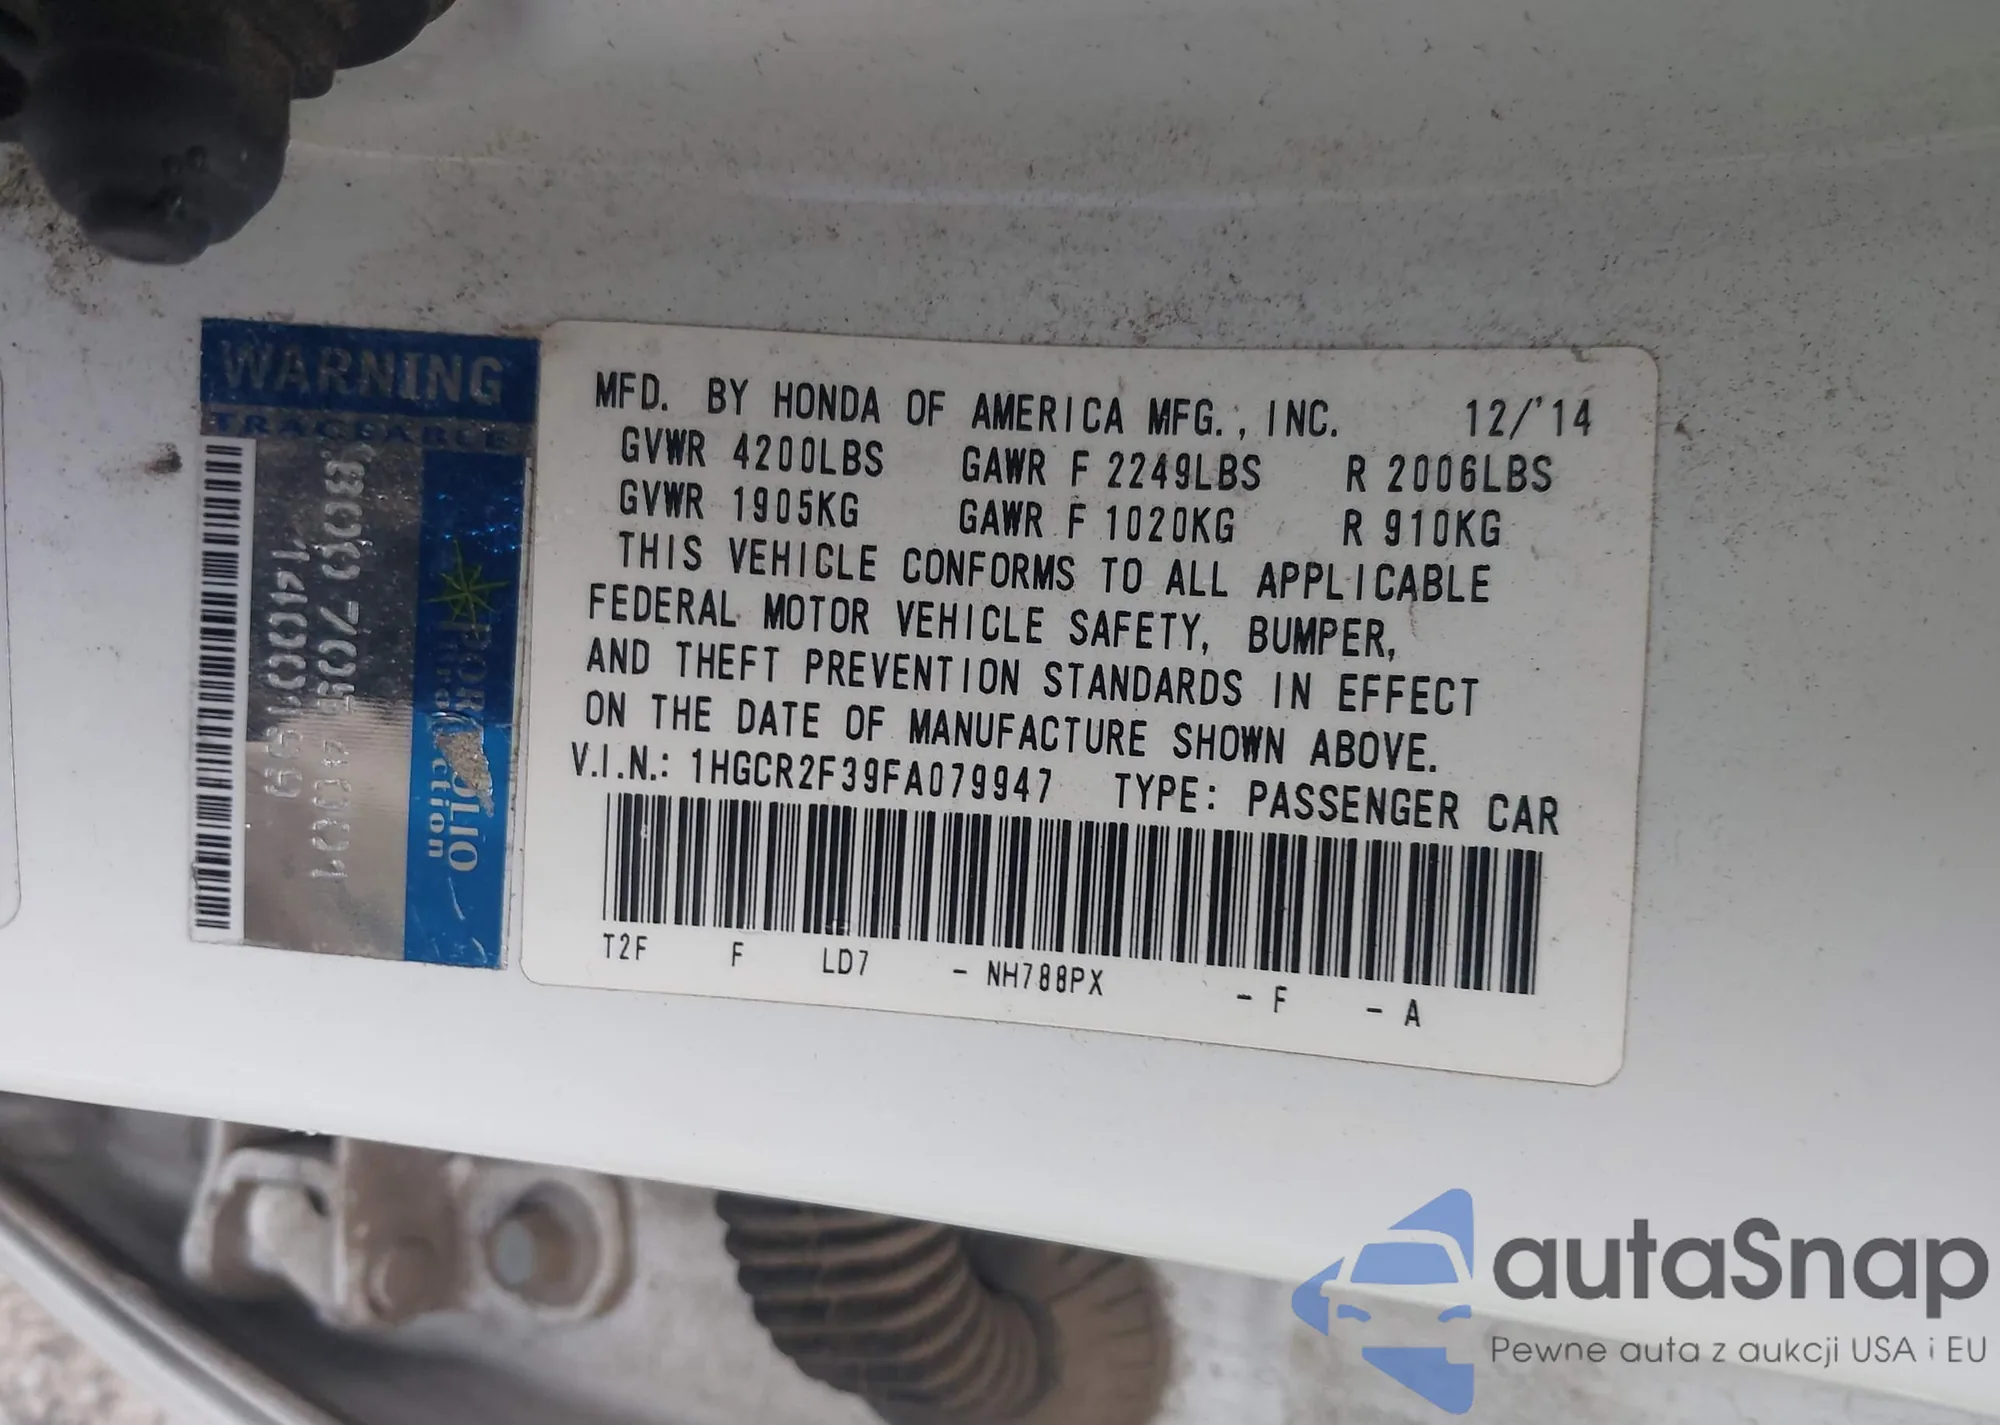 WARNING
TRACEABLE
MFD. BY HONDA OF AMERICA MFG., INC. 12/'14
GVWR 4200LBS GAWR F 2249LBS R 2006LBS
GVWR 1905KG GAWR F 1020KG R 910KG
THIS VEHICLE CONFORMS TO ALL APPLICABLE
FEDERAL MOTOR VEHICLE SAFETY, BUMPER,
AND THEFT PREVENTION STANDARDS IN EFFECT
ON THE DATE OF MANUFACTURE SHOWN ABOVE.
V.I.N.: 1HGCR2F39FA079947 TYPE: PASSENGER CAR
T2F F LD7 - NH788PX - F - A
autaSnap
Pewne auta z aukcji USA i EU